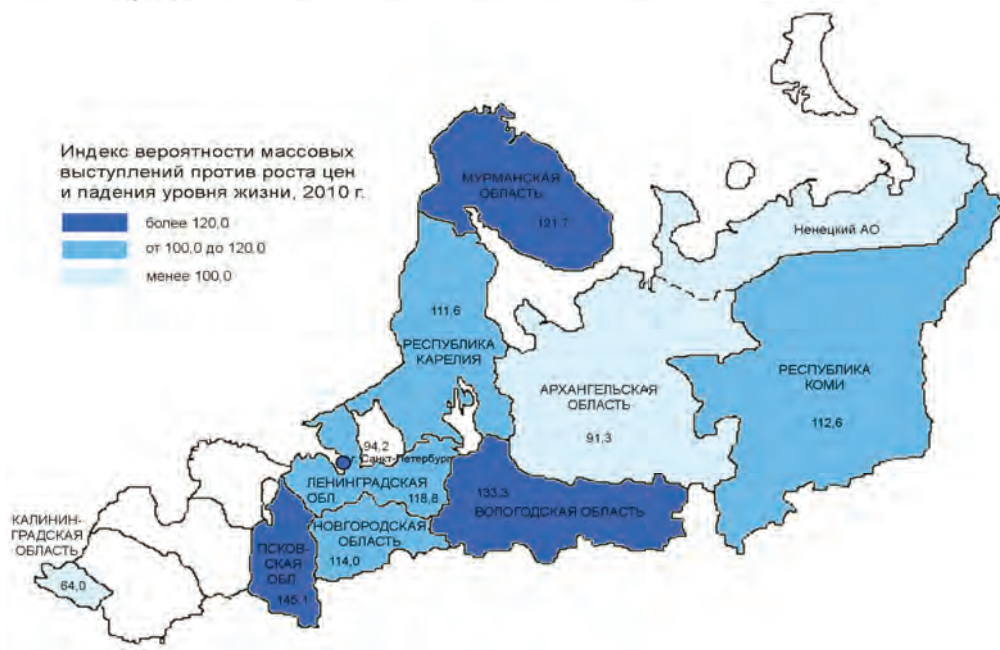 Индекс вероятности массовых
выступлений против роста цен
и падения уровня жизни, 2010 г.
более 120,0
от 100,0 до 120,0
менее 100,0
МУРМАНСКАЯ
ОБЛАСТЬ
121,7
Ненецкий АО
111,6
РЕСПУБЛИКА
КАРЕЛИЯ
АРХАНГЕЛЬСКАЯ
ОБЛАСТЬ
91,3
РЕСПУБЛИКА
КОМИ
112,6
94,2
г. Санкт-Петербург
ЛЕНИНГРАДСКАЯ
ОБЛ
118,8
133,3
ВОЛОГОДСКАЯ ОБЛАСТЬ
НОВГОРОДСКАЯ
ОБЛАСТЬ
114,0
КАЛИНИН-
ГРАДСКАЯ
ОБЛАСТЬ
64,0
ПСКОВ-
СКАЯ
ОБЛ
145,1